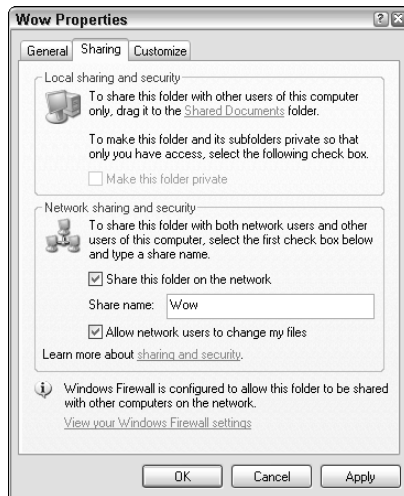 Wow Properties
General Sharing Customize
Local sharing and security
To share this folder with other users of this computer
only, drag it to the Shared Documents folder.
To make this folder and its subfolders private so that
only you have access, select the following check box.
Make this folder private
Network sharing and security
To share this folder with both network users and other
users of this computer, select the first check box below
and type a share name.
Share this folder on the network
Share name: Wow
Allow network users to change my files
Learn more about sharing and security.
Windows Firewall is configured to allow this folder to be shared
with other computers on the network.
View your Windows Firewall settings
OK Cancel Apply